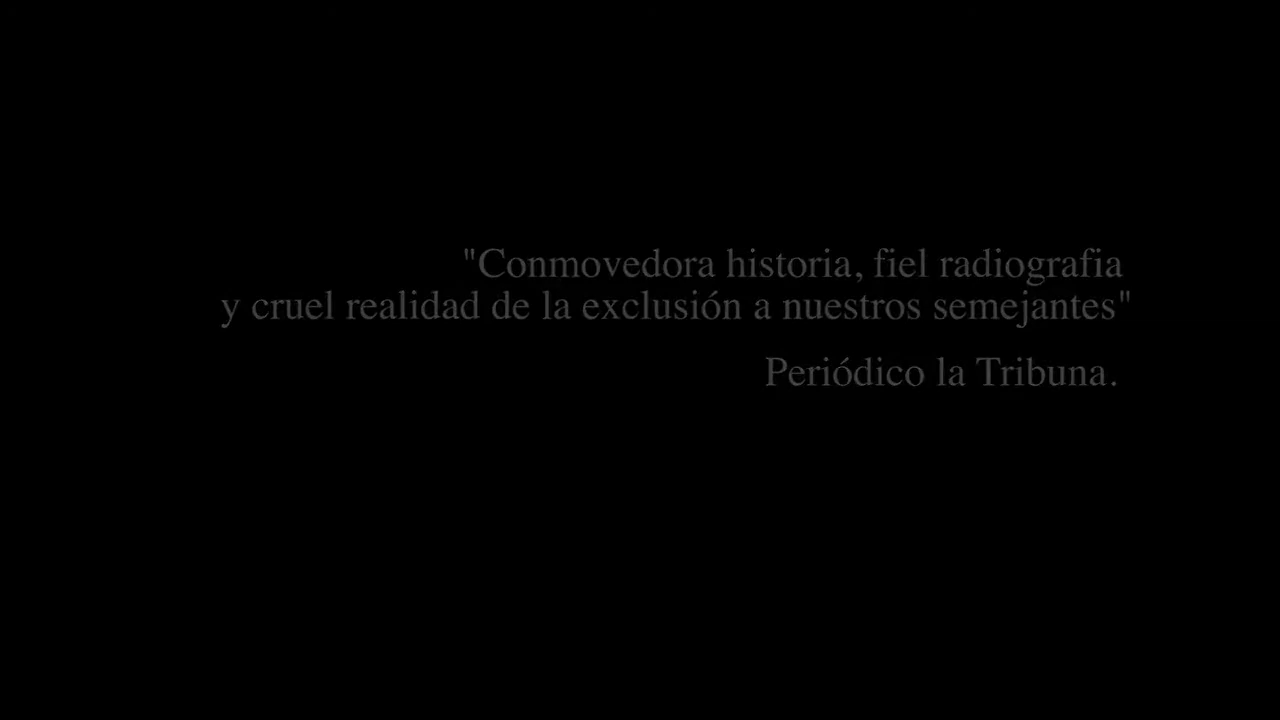 "Conmovedora historia, fiel radiografia
y cruel realidad de la exclusión a nuestros semejantes"
Periódico la Tribuna.